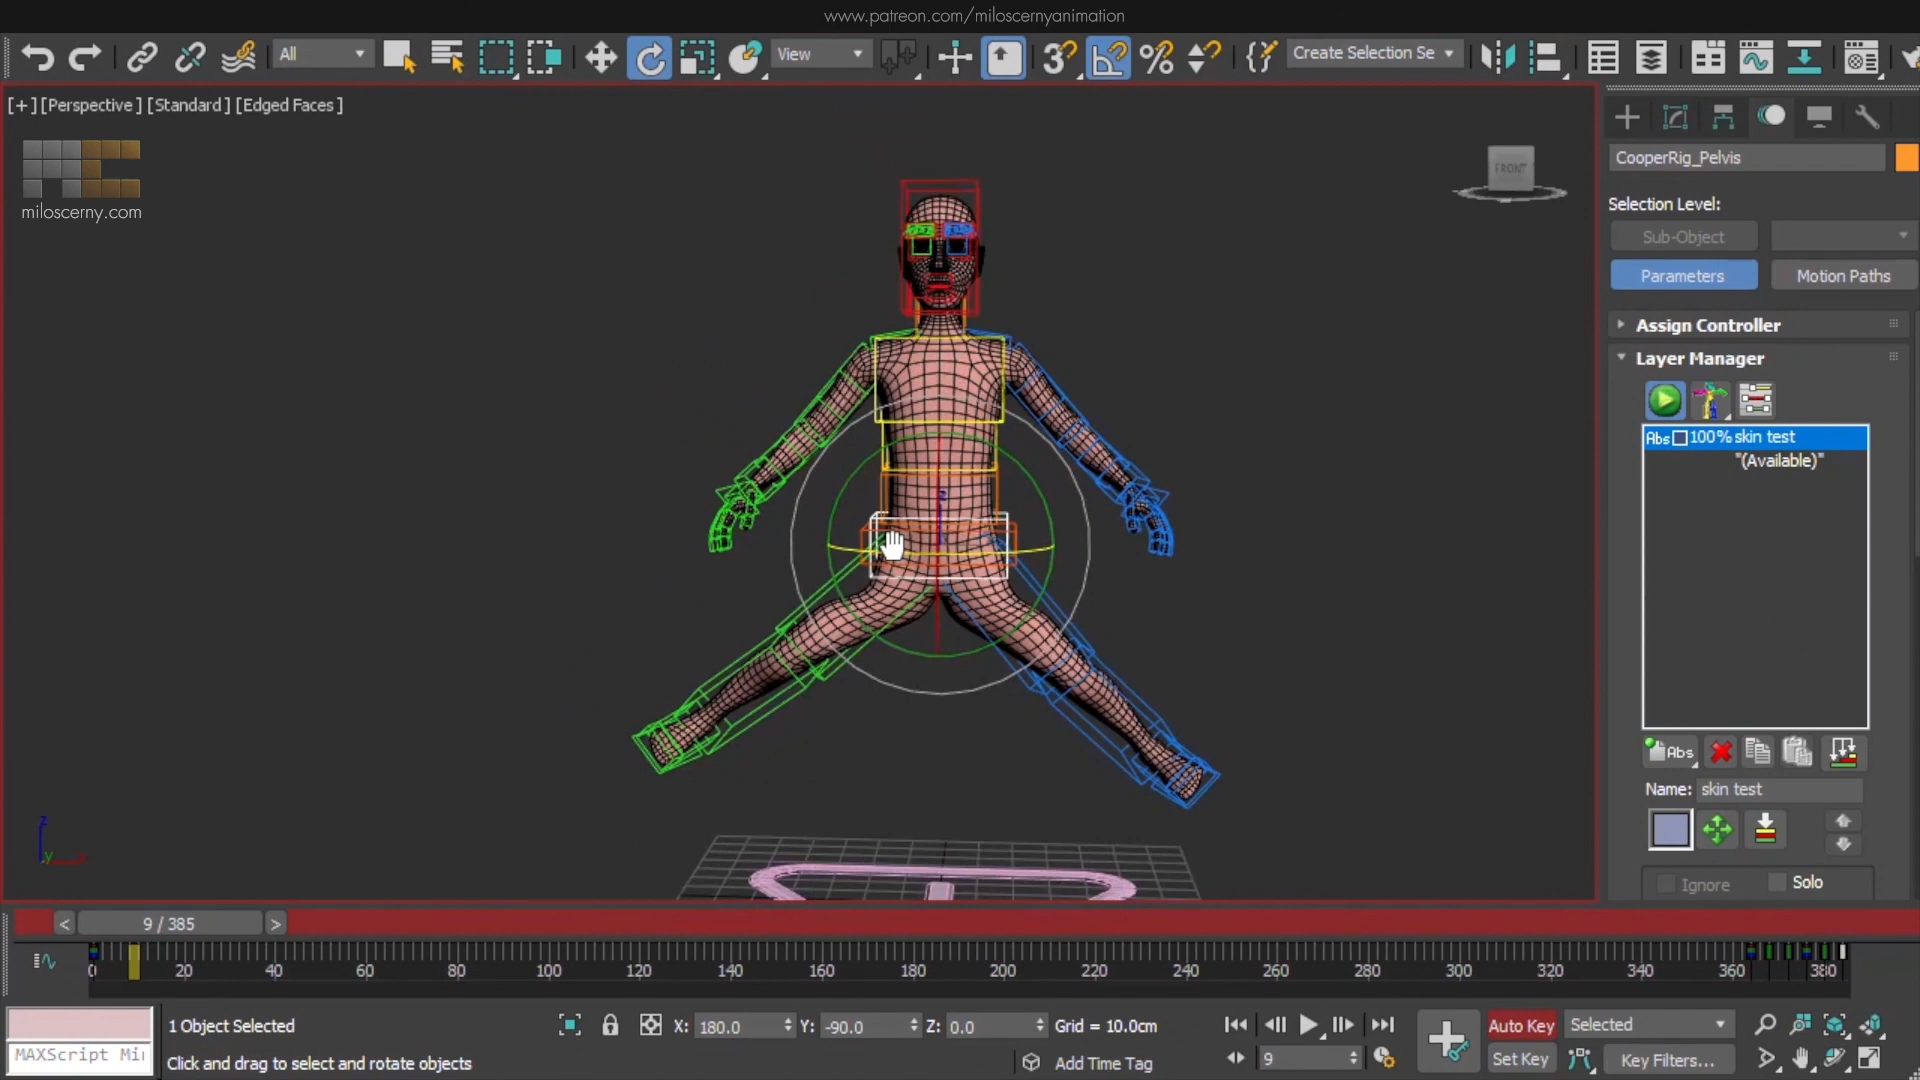 www.patreon.com/miloscernyanimation
All
View
3
Create Selection Se
[+] [Perspective] [Standard] [Edged Faces]
miloscerny.com
FRONT
z
y
CooperRig_Pelvis
Selection Level:
Sub-Object
Parameters
Motion Paths
Assign Controller
Layer Manager
Abs 100% skin test
"(Available)"
Abs
Name: skin test
Ignore
Solo
< 9 / 385 >
0 20 40 60 80 100 120 140 160 180 200 220 240 260 280 300 320 340 360 380
1 Object Selected
X: 180.0 Y: -90.0 Z: 0.0 Grid = 10.0cm
Auto Key
Selected
MAXScript Mi
Click and drag to select and rotate objects
Add Time Tag
9
Set Key
Key Filters...